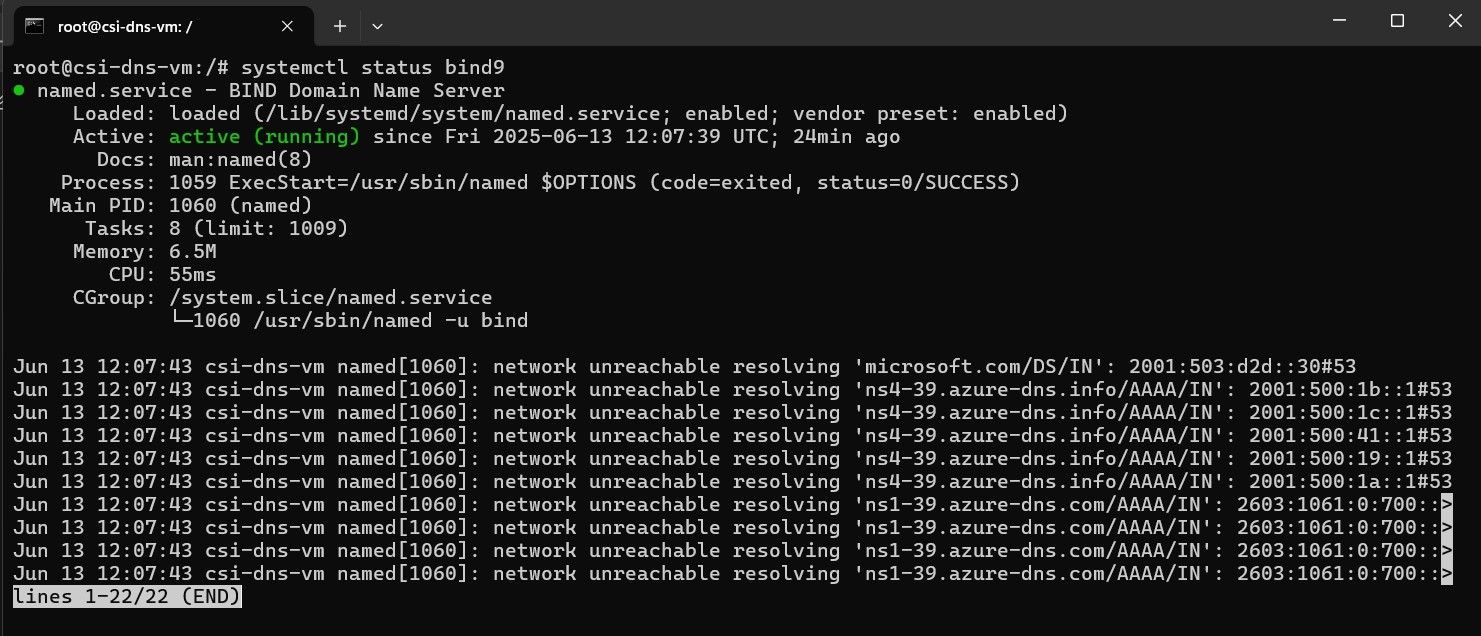 root@csi-dns-vm: /
root@csi-dns-vm:/# systemctl status bind9
● named.service - BIND Domain Name Server
     Loaded: loaded (/lib/systemd/system/named.service; enabled; vendor preset: enabled)
     Active: active (running) since Fri 2025-06-13 12:07:39 UTC; 24min ago
       Docs: man:named(8)
    Process: 1059 ExecStart=/usr/sbin/named $OPTIONS (code=exited, status=0/SUCCESS)
   Main PID: 1060 (named)
      Tasks: 8 (limit: 1009)
     Memory: 6.5M
        CPU: 55ms
     CGroup: /system.slice/named.service
             └─1060 /usr/sbin/named -u bind
Jun 13 12:07:43 csi-dns-vm named[1060]: network unreachable resolving 'microsoft.com/DS/IN': 2001:503:d2d::30#53
Jun 13 12:07:43 csi-dns-vm named[1060]: network unreachable resolving 'ns4-39.azure-dns.info/AAAA/IN': 2001:500:1b::1#53
Jun 13 12:07:43 csi-dns-vm named[1060]: network unreachable resolving 'ns4-39.azure-dns.info/AAAA/IN': 2001:500:1c::1#53
Jun 13 12:07:43 csi-dns-vm named[1060]: network unreachable resolving 'ns4-39.azure-dns.info/AAAA/IN': 2001:500:41::1#53
Jun 13 12:07:43 csi-dns-vm named[1060]: network unreachable resolving 'ns4-39.azure-dns.info/AAAA/IN': 2001:500:19::1#53
Jun 13 12:07:43 csi-dns-vm named[1060]: network unreachable resolving 'ns4-39.azure-dns.info/AAAA/IN': 2001:500:1a::1#53
Jun 13 12:07:43 csi-dns-vm named[1060]: network unreachable resolving 'ns1-39.azure-dns.com/AAAA/IN': 2603:1061:0:700::>
Jun 13 12:07:43 csi-dns-vm named[1060]: network unreachable resolving 'ns1-39.azure-dns.com/AAAA/IN': 2603:1061:0:700::>
Jun 13 12:07:43 csi-dns-vm named[1060]: network unreachable resolving 'ns1-39.azure-dns.com/AAAA/IN': 2603:1061:0:700::>
Jun 13 12:07:43 csi-dns-vm named[1060]: network unreachable resolving 'ns1-39.azure-dns.com/AAAA/IN': 2603:1061:0:700::>
lines 1-22/22 (END)